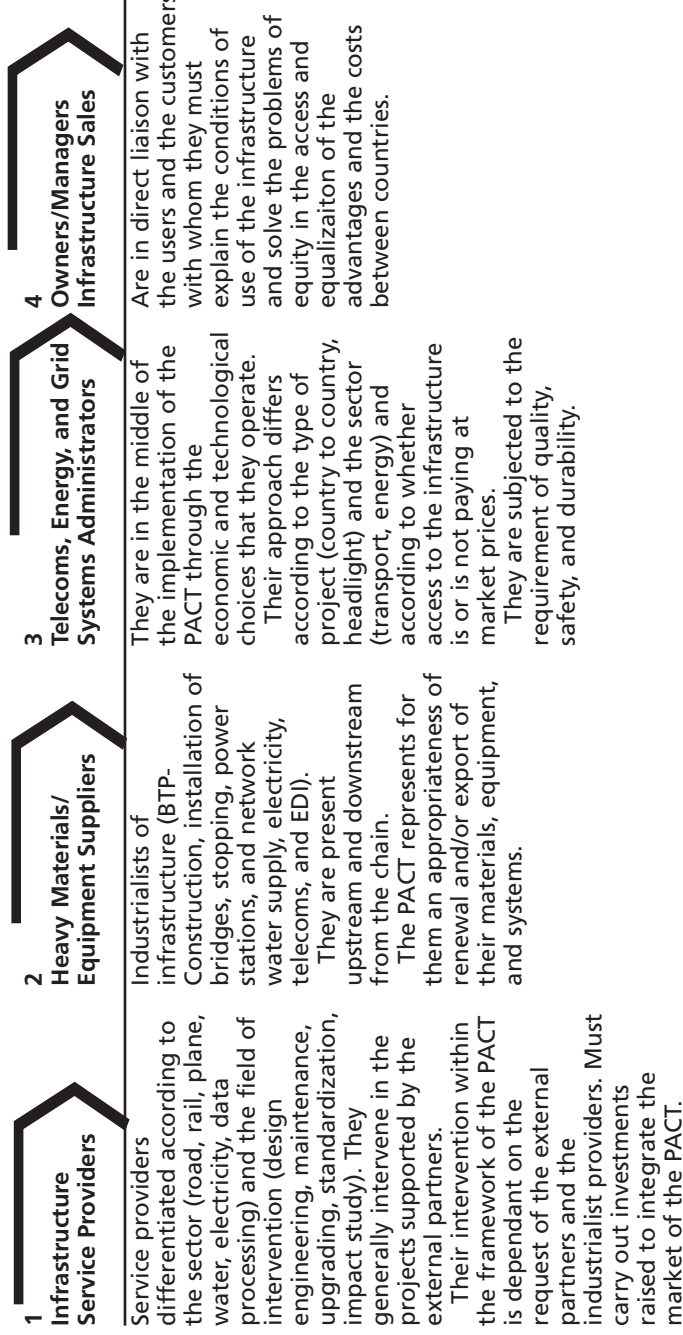 1
Infrastructure
Service Providers
Service providers
differentiated according to
the sector (road, rail, plane,
water, electricity, data
processing) and the field of
intervention (design
engineering, maintenance,
upgrading, standardization,
impact study). They
generally intervene in the
projects supported by the
external partners.
Their intervention within
the framework of the PACT
is dependant on the
request of the external
partners and the
industrialist providers. Must
carry out investments
raised to integrate the
market of the PACT.
2
Heavy Materials/
Equipment Suppliers
Industrialists of
infrastructure (BTP-
Construction, installation of
bridges, stopping, power
stations, and network
water supply, electricity,
telecoms, and EDI).
They are present
upstream and downstream
from the chain.
The PACT represents for
them an appropriateness of
renewal and/or export of
their materials, equipment,
and systems.
3
Telecoms, Energy, and Grid
Systems Administrators
They are in the middle of
the implementation of the
PACT through the
economic and technological
choices that they operate.
Their approach differs
according to the type of
project (country to country,
headlight) and the sector
(transport, energy) and
according to whether
access to the infrastructure
is or is not paying at
market prices.
They are subjected to the
requirement of quality,
safety, and durability.
4
Owners/Managers
Infrastructure Sales
Are in direct liaison with
the users and the customers
with whom they must
explain the conditions of
use of the infrastructure
and solve the problems of
equity in the access and
equalizaiton of the
advantages and the costs
between countries.